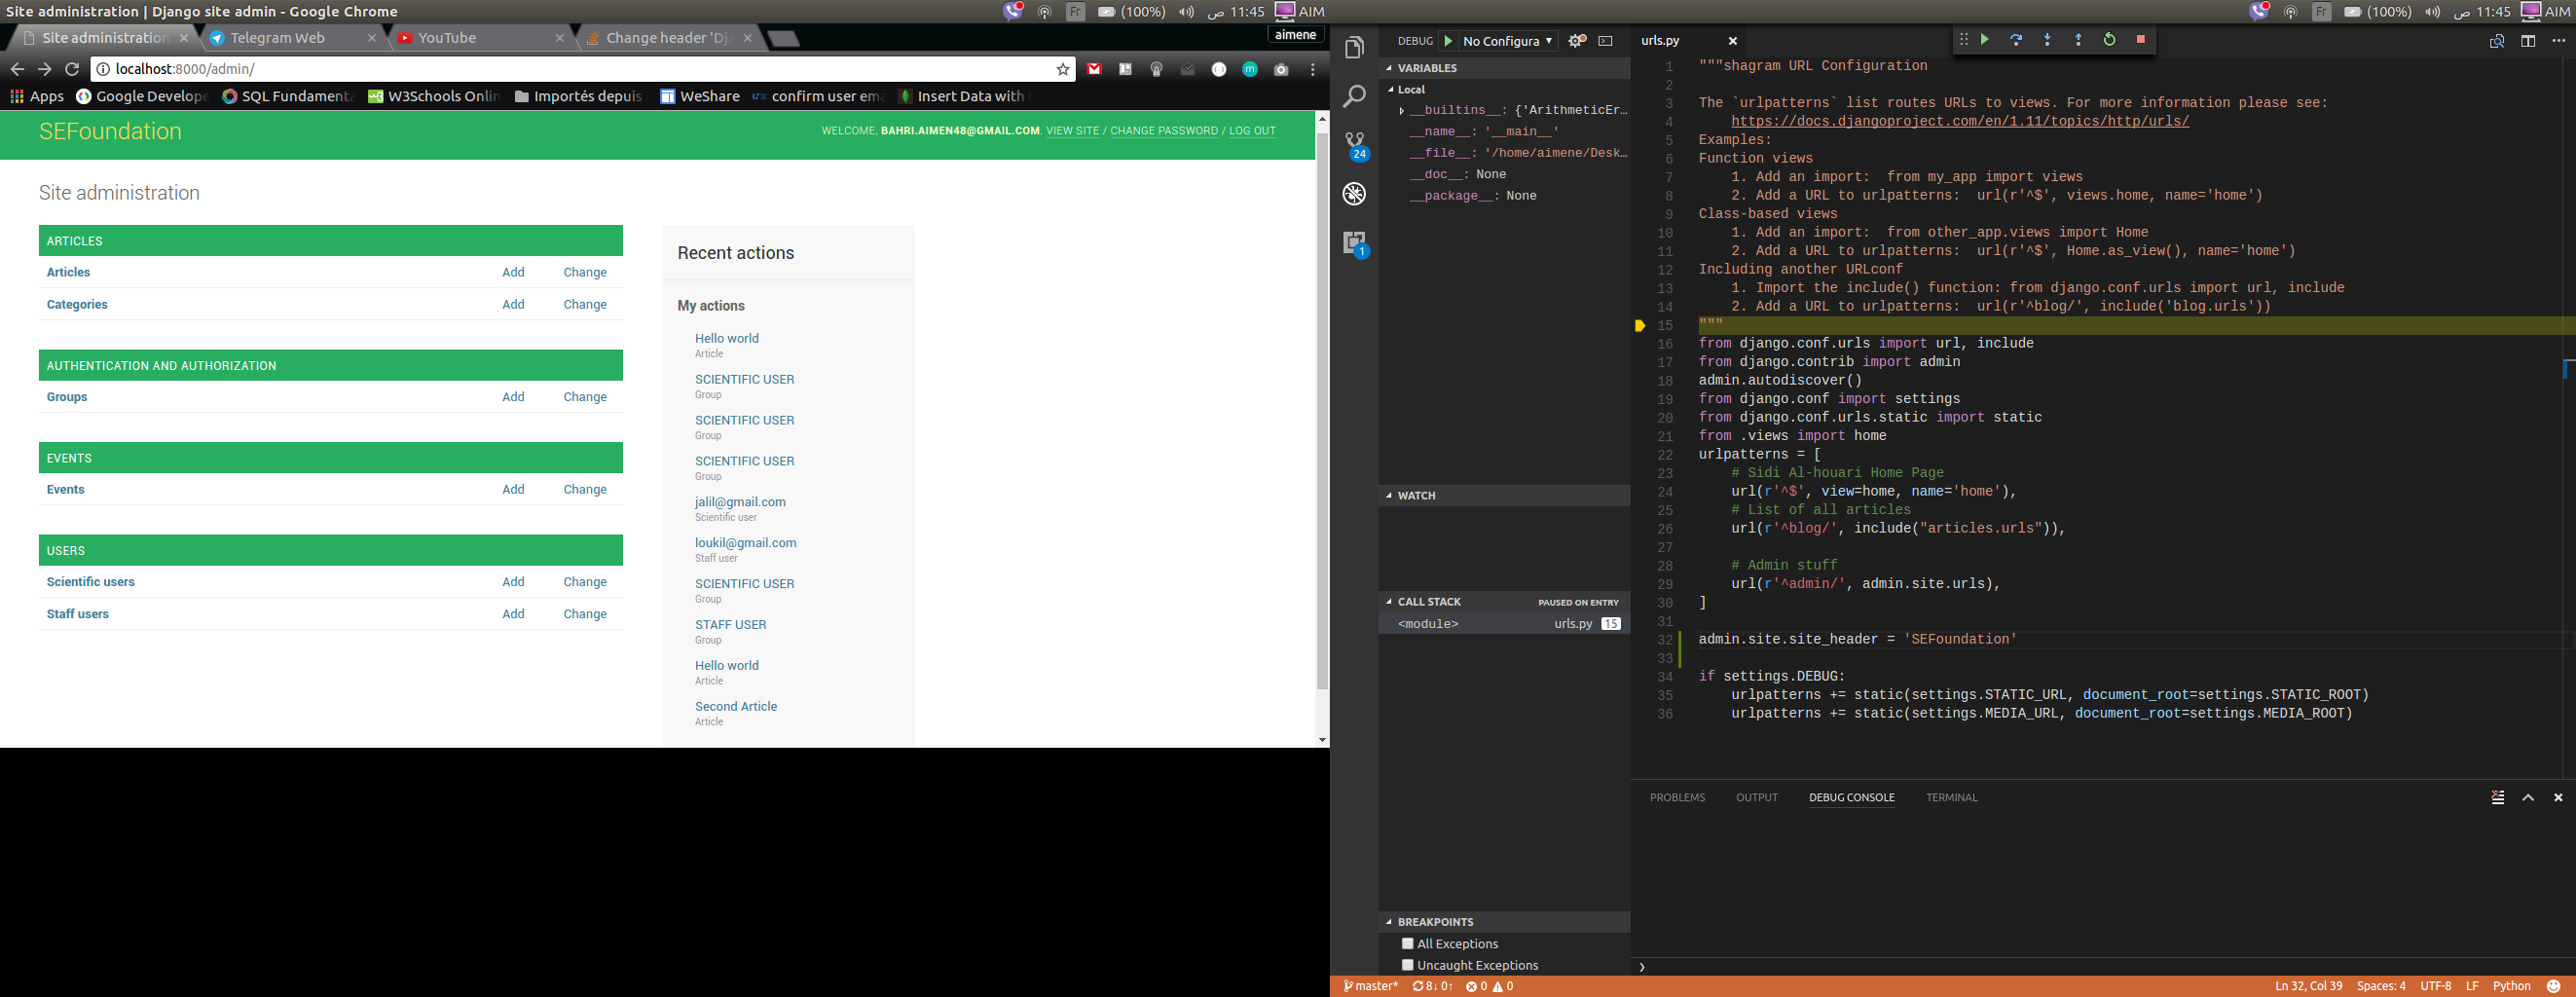 Site administration | Django site admin - Google Chrome
Fr (100%) ص 11:45 AIM
Site administration
Telegram Web
YouTube
Change header 'Dja
aimene
localhost:8000/admin/
Apps Google Develope SQL Fundamenta W3Schools Onlin Importés depuis WeShare confirm user ema Insert Data with
SEFoundation
WELCOME, BAHRI.AIMEN48@GMAIL.COM. VIEW SITE / CHANGE PASSWORD / LOG OUT
Site administration
ARTICLES
Articles Add Change
Categories Add Change
AUTHENTICATION AND AUTHORIZATION
Groups Add Change
EVENTS
Events Add Change
USERS
Scientific users Add Change
Staff users Add Change
Recent actions
My actions
Hello world
Article
SCIENTIFIC USER
Group
SCIENTIFIC USER
Group
SCIENTIFIC USER
Group
jalil@gmail.com
Scientific user
loukil@gmail.com
Staff user
SCIENTIFIC USER
Group
STAFF USER
Group
Hello world
Article
Second Article
Article
Fr (100%) ص 11:45 AIM
24
1
DEBUG No Configura
VARIABLES
Local
__builtins__: {'ArithmeticEr…
__name__: '__main__'
__file__: '/home/aimene/Desk…
__doc__: None
__package__: None
WATCH
CALL STACK PAUSED ON ENTRY
<module> urls.py 15
BREAKPOINTS
All Exceptions
Uncaught Exceptions
urls.py
1 """shagram URL Configuration
2
3 The `urlpatterns` list routes URLs to views. For more information please see:
4     https://docs.djangoproject.com/en/1.11/topics/http/urls/
5 Examples:
6 Function views
7     1. Add an import:  from my_app import views
8     2. Add a URL to urlpatterns:  url(r'^$', views.home, name='home')
9 Class-based views
10     1. Add an import:  from other_app.views import Home
11     2. Add a URL to urlpatterns:  url(r'^$', Home.as_view(), name='home')
12 Including another URLconf
13     1. Import the include() function: from django.conf.urls import url, include
14     2. Add a URL to urlpatterns:  url(r'^blog/', include('blog.urls'))
15 """
16 from django.conf.urls import url, include
17 from django.contrib import admin
18 admin.autodiscover()
19 from django.conf import settings
20 from django.conf.urls.static import static
21 from .views import home
22 urlpatterns = [
23     # Sidi Al-houari Home Page
24     url(r'^$', view=home, name='home'),
25     # List of all articles
26     url(r'^blog/', include("articles.urls")),
27
28     # Admin stuff
29     url(r'^admin/', admin.site.urls),
30 ]
31
32 admin.site.site_header = 'SEFoundation'
33
34 if settings.DEBUG:
35     urlpatterns += static(settings.STATIC_URL, document_root=settings.STATIC_ROOT)
36     urlpatterns += static(settings.MEDIA_URL, document_root=settings.MEDIA_ROOT)
PROBLEMS OUTPUT DEBUG CONSOLE TERMINAL
master* 8↓ 0↑ 0 0
Ln 32, Col 39 Spaces: 4 UTF-8 LF Python